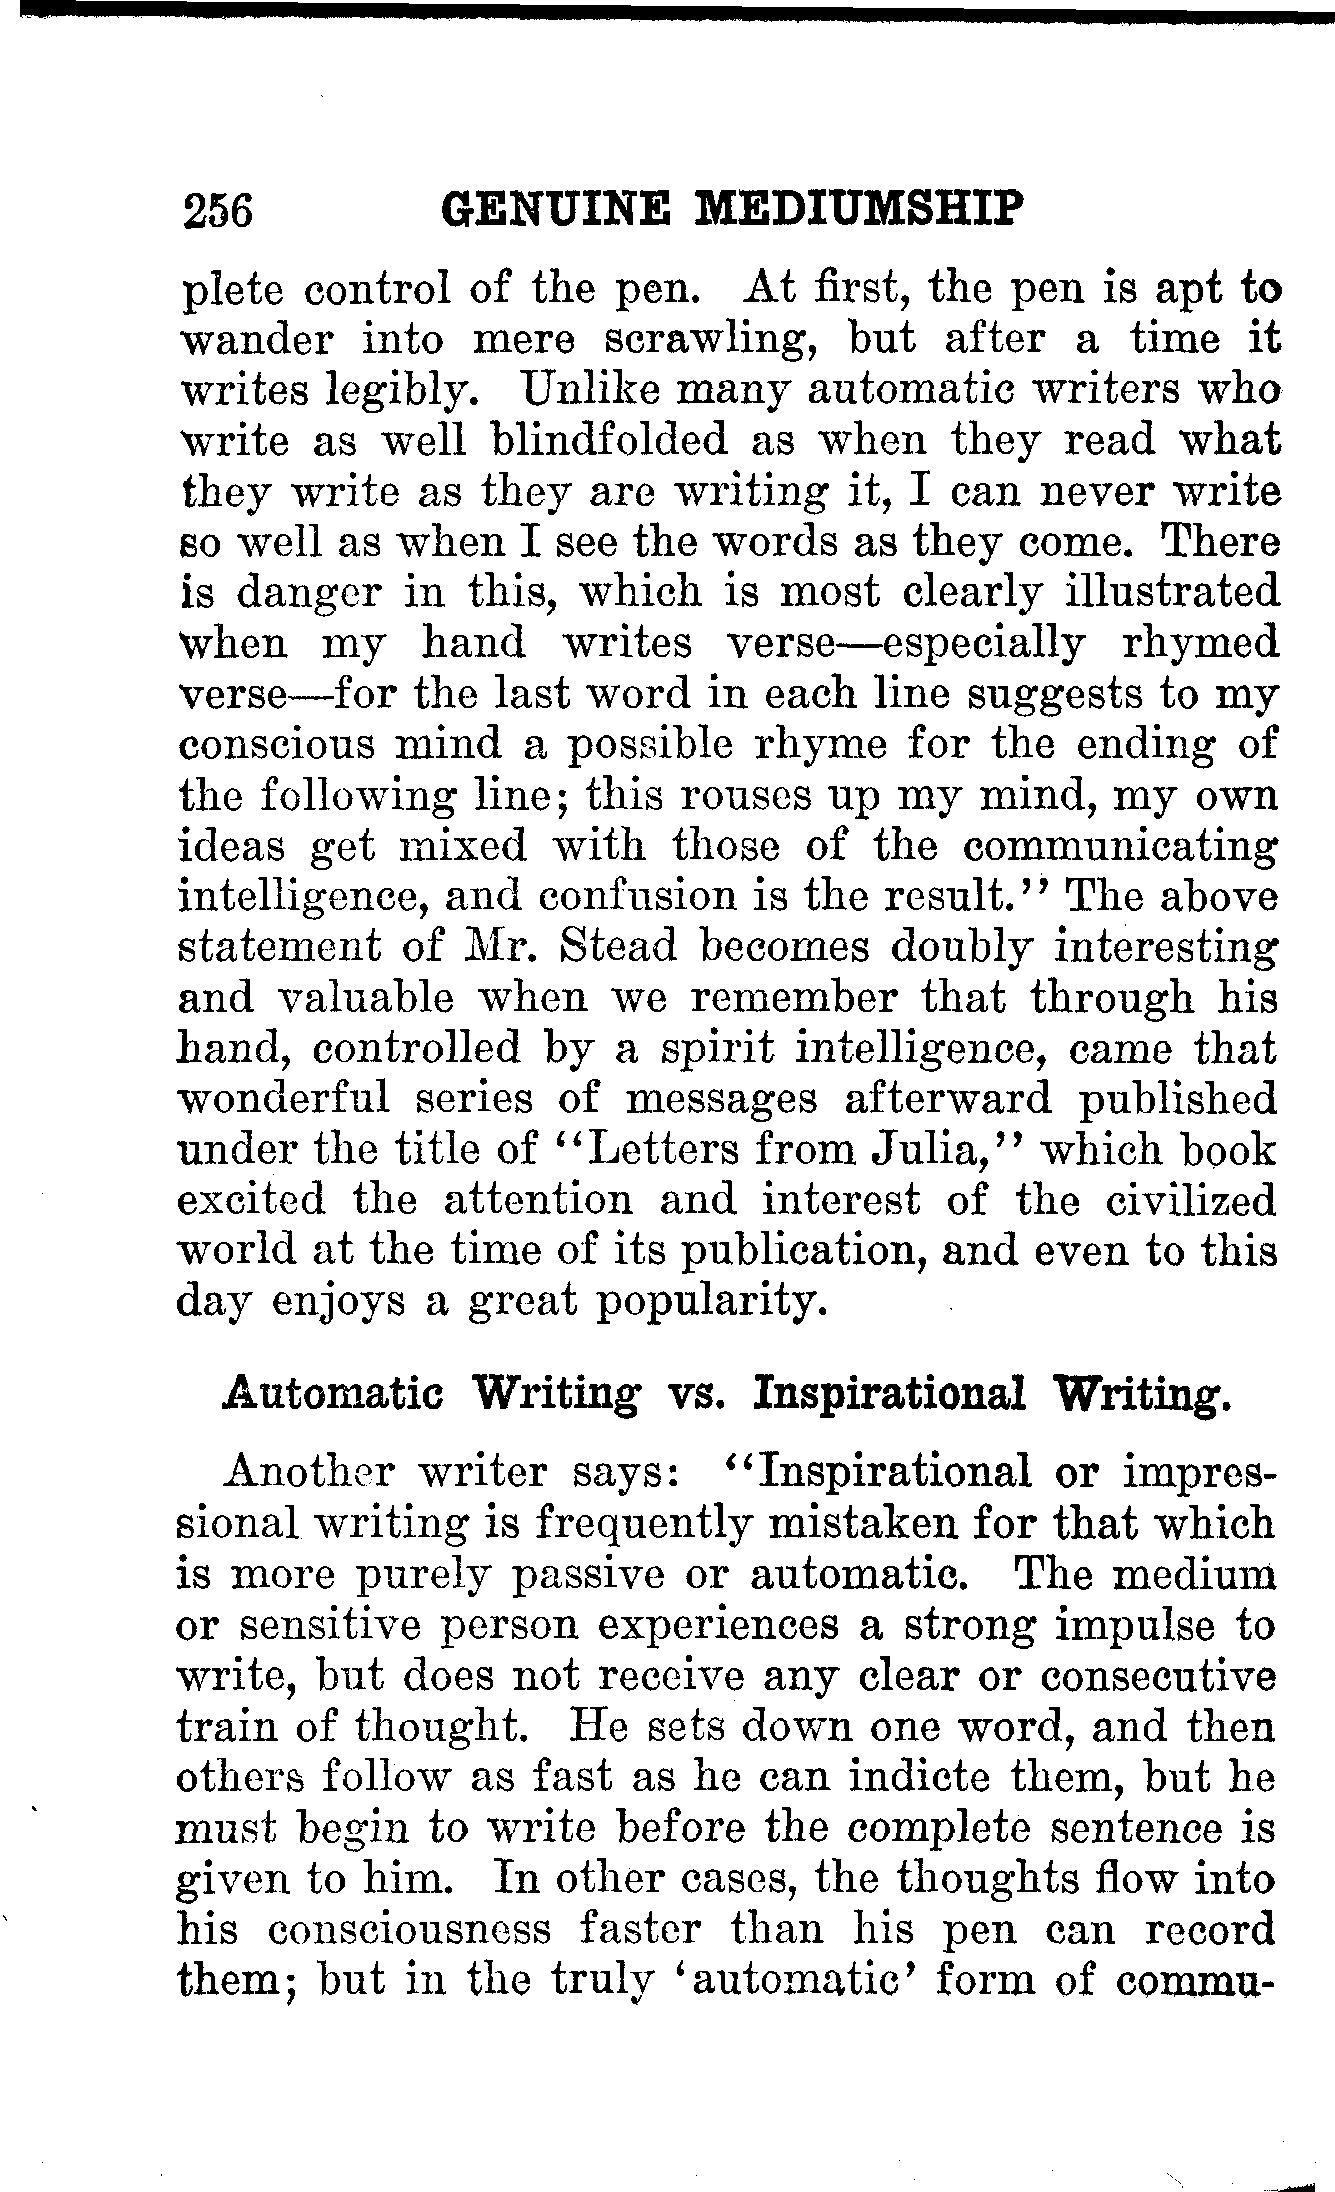 256 GENUINE MEDIUMSHIP
plete control of the pen. At first, the pen is apt to
wander into mere scrawling, but after a time it
writes legibly. Unlike many automatic writers who
write as well blindfolded as when they read what
they write as they are writing it, I can never write
so well as when I see the words as they come. There
is danger in this, which is most clearly illustrated
when my hand writes verse—especially rhymed
verse—for the last word in each line suggests to my
conscious mind a possible rhyme for the ending of
the following line; this rouses up my mind, my own
ideas get mixed with those of the communicating
intelligence, and confusion is the result.'' The above
statement of Mr. Stead becomes doubly interesting
and valuable when we remember that through his
hand, controlled by a spirit intelligence, came that
wonderful series of messages afterward published
under the title of ‘‘Letters from Julia,’’ which book
excited the attention and interest of the civilized
world at the time of its publication, and even to this
day enjoys a great popularity.
Automatic Writing vs. Inspirational Writing.
Another writer says: ‘‘Inspirational or impres-
sional writing is frequently mistaken for that which
is more purely passive or automatic. The medium
or sensitive person experiences a strong impulse to
write, but does not receive any clear or consecutive
train of thought. He sets down one word, and then
others follow as fast as he can indicte them, but he
must begin to write before the complete sentence is
given to him. In other cases, the thoughts flow into
his consciousness faster than his pen can record
them; but in the truly ‘automatic’ form of commu-